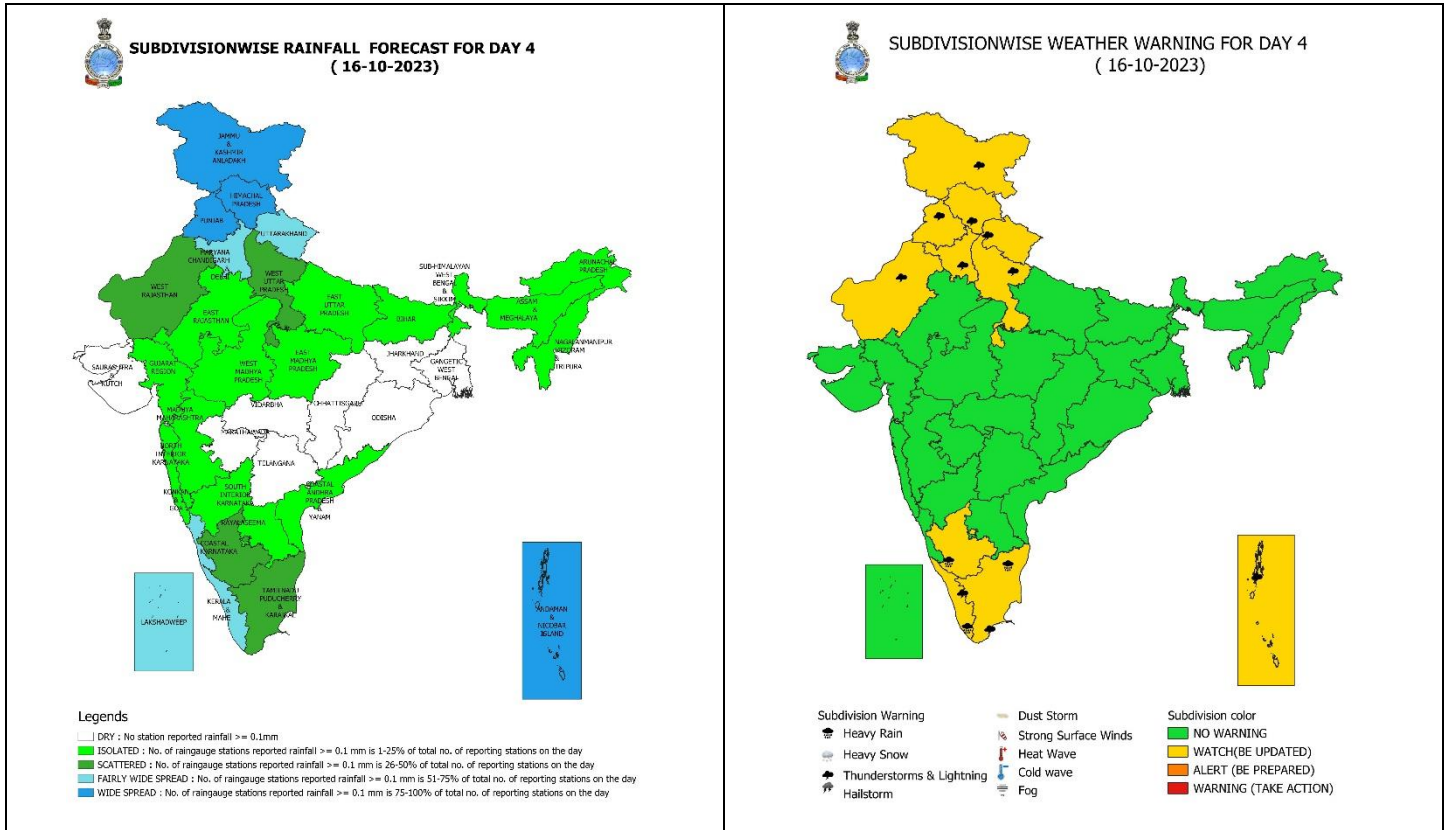 SUBDIVISIONWISE RAINFALL FORECAST FOR DAY 4
( 16-10-2023)
JAMMU
&
KASHMIR
ANLADAKH
HIMACHAL
PRADESH
PUNJAB
UTTARAKHAND
HARYANA
CHANDIGARH
&
DELHI
WEST
RAJASTHAN
WEST
UTTAR
PRADESH
SUB-HIMALAYAN
WEST
BENGAL
&
SIKKIM
ARUNACHAL
PRADESH
EAST
UTTAR
PRADESH
ASSAM
&
MEGHALAYA
EAST
RAJASTHAN
BIHAR
NAGALANMANIPUR
MIZORAM
&
TRIPURA
SAURASHTRA
&
KUTCH
GUJARAT
REGION
WEST
MADHYA
PRADESH
EAST
MADHYA
PRADESH
JHARKHAND
GANGETIC
WEST
BENGAL
MADHYA
MAHARASHTRA
VIDARBHA
CHHATTISGARH
ODISHA
MARATHAWADA
NORTH
INTERIOR
KARNATAKA
TELANGANA
KONKAN
&
GOA
SOUTH
INTERIOR
KARNATAKA
COASTAL
ANDHRA
PRADESH
&
YANAM
RAYALASEEMA
COASTAL
KARNATAKA
KERALA
&
MAHE
TAMILNADU
PUDUCHERRY
&
KARAIKAL
LAKSHADWEEP
ANDAMAN
&
NICOBAR
ISLAND
Legends
DRY : No station reported rainfall >= 0.1mm
ISOLATED : No. of raingauge stations reported rainfall >= 0.1 mm is 1-25% of total no. of reporting stations on the day
SCATTERED : No. of raingauge stations reported rainfall >= 0.1 mm is 26-50% of total no. of reporting stations on the day
FAIRLY WIDE SPREAD : No. of raingauge stations reported rainfall >= 0.1 mm is 51-75% of total no. of reporting stations on the day
WIDE SPREAD : No. of raingauge stations reported rainfall >= 0.1 mm is 75-100% of total no. of reporting stations on the day
SUBDIVISIONWISE WEATHER WARNING FOR DAY 4
( 16-10-2023)
Subdivision Warning
Heavy Rain
Heavy Snow
Thunderstorms & Lightning
Hailstorm
Dust Storm
Strong Surface Winds
Heat Wave
Cold wave
Fog
Subdivision color
NO WARNING
WATCH(BE UPDATED)
ALERT (BE PREPARED)
WARNING (TAKE ACTION)